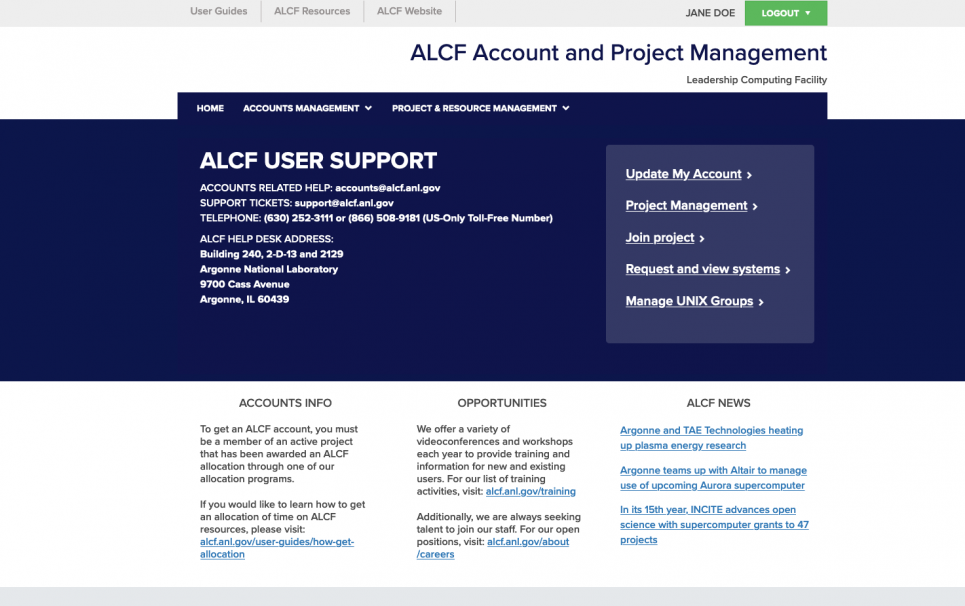 User Guides
ALCF Resources
ALCF Website
JANE DOE
LOGOUT
ALCF Account and Project Management
Leadership Computing Facility
HOME
ACCOUNTS MANAGEMENT
PROJECT & RESOURCE MANAGEMENT
ALCF USER SUPPORT
ACCOUNTS RELATED HELP: accounts@alcf.anl.gov
SUPPORT TICKETS: support@alcf.anl.gov
TELEPHONE: (630) 252-3111 or (866) 508-9181 (US-Only Toll-Free Number)
ALCF HELP DESK ADDRESS:
Building 240, 2-D-13 and 2129
Argonne National Laboratory
9700 Cass Avenue
Argonne, IL 60439
Update My Account
Project Management
Join project
Request and view systems
Manage UNIX Groups
ACCOUNTS INFO
To get an ALCF account, you must
be a member of an active project
that has been awarded an ALCF
allocation through one of our
allocation programs.
If you would like to learn how to get
an allocation of time on ALCF
resources, please visit:
alcf.anl.gov/user-guides/how-get-
allocation
OPPORTUNITIES
We offer a variety of
videoconferences and workshops
each year to provide training and
information for new and existing
users. For our list of training
activities, visit: alcf.anl.gov/training
Additionally, we are always seeking
talent to join our staff. For our open
positions, visit: alcf.anl.gov/about
/careers
ALCF NEWS
Argonne and TAE Technologies heating
up plasma energy research
Argonne teams up with Altair to manage
use of upcoming Aurora supercomputer
In its 15th year, INCITE advances open
science with supercomputer grants to 47
projects